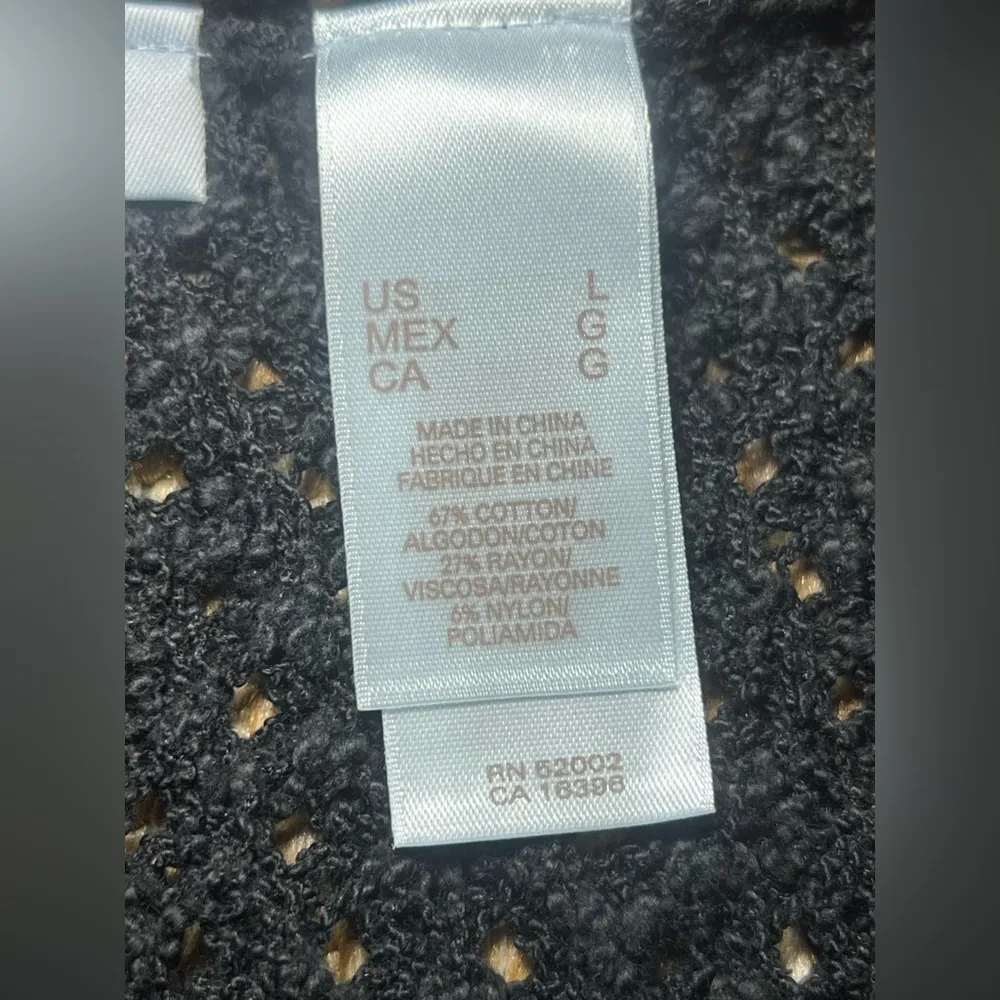 US L
MEX G
CA G
MADE IN CHINA
HECHO EN CHINA
FABRIQUE EN CHINE
67% COTTON/
ALGODON/COTON
27% RAYON/
VISCOSA/RAYONNE
6% NYLON/
POLIAMIDA
RN 52002
CA 16396